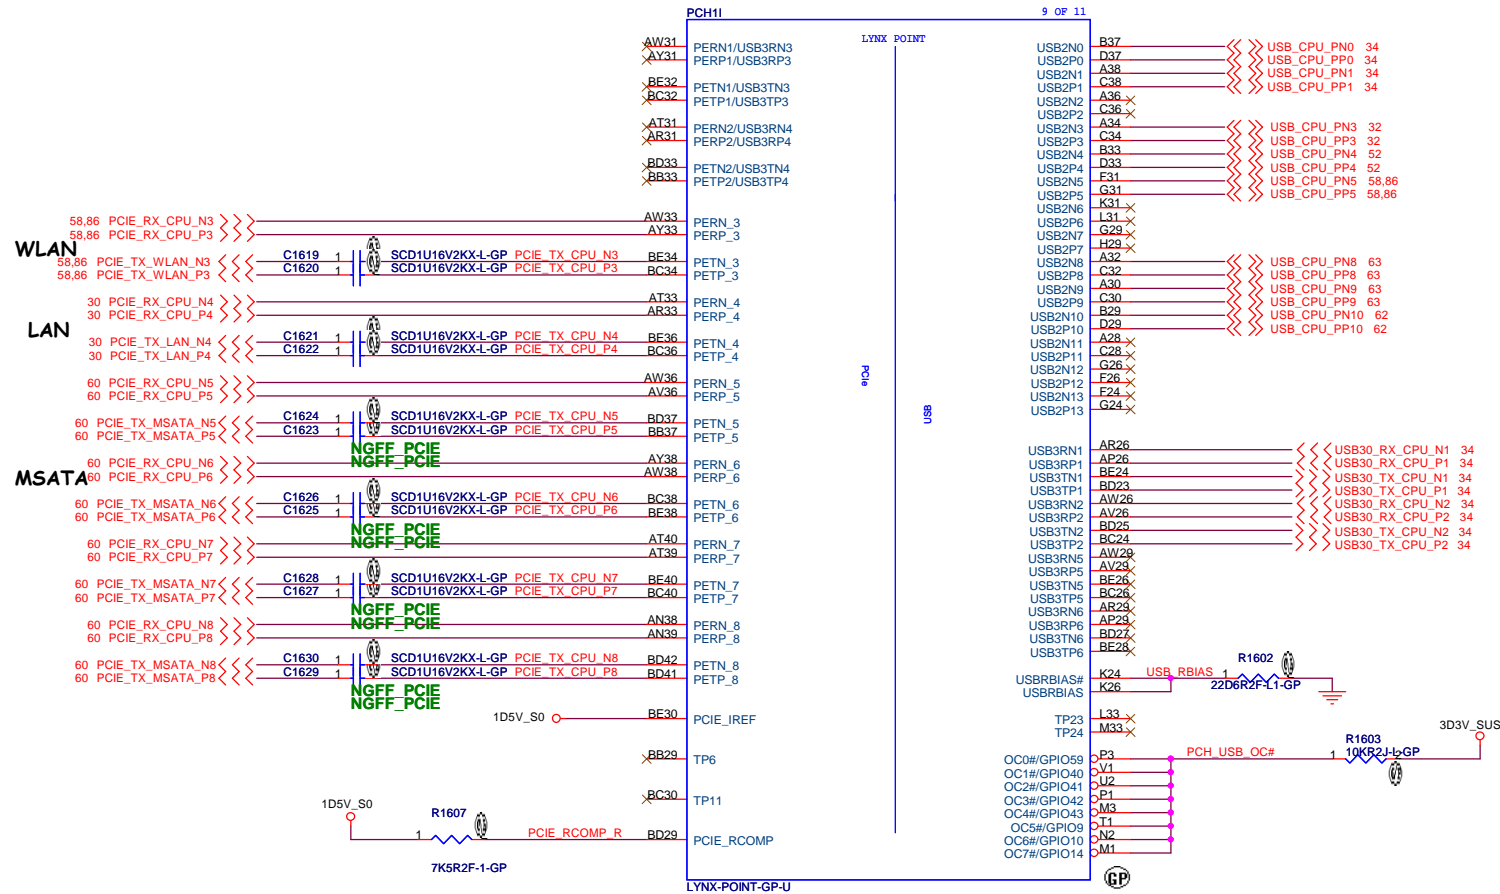 PCH1I
9 OF 11
LYNX POINT
PCIe
USB
AW31 PERN1/USB3RN3
AY31 PERP1/USB3RP3
BE32 PETN1/USB3TN3
BC32 PETP1/USB3TP3
AT31 PERN2/USB3RN4
AR31 PERP2/USB3RP4
BD33 PETN2/USB3TN4
BB33 PETP2/USB3TP4
58,86 PCIE_RX_CPU_N3 AW33 PERN_3
58,86 PCIE_RX_CPU_P3 AY33 PERP_3
WLAN
58,86 PCIE_TX_WLAN_N3 C1619 1 SCD1U16V2KX-L-GP PCIE_TX_CPU_N3 BE34 PETN_3
58,86 PCIE_TX_WLAN_P3 C1620 1 SCD1U16V2KX-L-GP PCIE_TX_CPU_P3 BC34 PETP_3
30 PCIE_RX_CPU_N4 AT33 PERN_4
30 PCIE_RX_CPU_P4 AR33 PERP_4
LAN
30 PCIE_TX_LAN_N4 C1621 1 SCD1U16V2KX-L-GP PCIE_TX_CPU_N4 BE36 PETN_4
30 PCIE_TX_LAN_P4 C1622 1 SCD1U16V2KX-L-GP PCIE_TX_CPU_P4 BC36 PETP_4
60 PCIE_RX_CPU_N5 AW36 PERN_5
60 PCIE_RX_CPU_P5 AV36 PERP_5
60 PCIE_TX_MSATA_N5 C1624 1 SCD1U16V2KX-L-GP PCIE_TX_CPU_N5 BD37 PETN_5
60 PCIE_TX_MSATA_P5 C1623 1 SCD1U16V2KX-L-GP PCIE_TX_CPU_P5 BB37 PETP_5
NGFF_PCIE
NGFF_PCIE
MSATA
60 PCIE_RX_CPU_N6 AY38 PERN_6
60 PCIE_RX_CPU_P6 AW38 PERP_6
60 PCIE_TX_MSATA_N6 C1626 1 SCD1U16V2KX-L-GP PCIE_TX_CPU_N6 BC38 PETN_6
60 PCIE_TX_MSATA_P6 C1625 1 SCD1U16V2KX-L-GP PCIE_TX_CPU_P6 BE38 PETP_6
NGFF_PCIE
NGFF_PCIE
60 PCIE_RX_CPU_N7 AT40 PERN_7
60 PCIE_RX_CPU_P7 AT39 PERP_7
60 PCIE_TX_MSATA_N7 C1628 1 SCD1U16V2KX-L-GP PCIE_TX_CPU_N7 BE40 PETN_7
60 PCIE_TX_MSATA_P7 C1627 1 SCD1U16V2KX-L-GP PCIE_TX_CPU_P7 BC40 PETP_7
NGFF_PCIE
NGFF_PCIE
60 PCIE_RX_CPU_N8 AN38 PERN_8
60 PCIE_RX_CPU_P8 AN39 PERP_8
60 PCIE_TX_MSATA_N8 C1630 1 SCD1U16V2KX-L-GP PCIE_TX_CPU_N8 BD42 PETN_8
60 PCIE_TX_MSATA_P8 C1629 1 SCD1U16V2KX-L-GP PCIE_TX_CPU_P8 BD41 PETP_8
NGFF_PCIE
NGFF_PCIE
1D5V_S0 BE30 PCIE_IREF
BB29 TP6
BC30 TP11
1D5V_S0
R1607
1 PCIE_RCOMP_R BD29 PCIE_RCOMP
7K5R2F-1-GP
LYNX-POINT-GP-U
USB2N0 B37 USB_CPU_PN0 34
USB2P0 D37 USB_CPU_PP0 34
USB2N1 A38 USB_CPU_PN1 34
USB2P1 C38 USB_CPU_PP1 34
USB2N2 A36
USB2P2 C36
USB2N3 A34 USB_CPU_PN3 32
USB2P3 C34 USB_CPU_PP3 32
USB2N4 B33 USB_CPU_PN4 52
USB2P4 D33 USB_CPU_PP4 52
USB2N5 F31 USB_CPU_PN5 58,86
USB2P5 G31 USB_CPU_PP5 58,86
USB2N6 K31
USB2P6 L31
USB2N7 G29
USB2P7 H29
USB2N8 A32 USB_CPU_PN8 63
USB2P8 C32 USB_CPU_PP8 63
USB2N9 A30 USB_CPU_PN9 63
USB2P9 C30 USB_CPU_PP9 63
USB2N10 B29 USB_CPU_PN10 62
USB2P10 D29 USB_CPU_PP10 62
USB2N11 A28
USB2P11 C28
USB2N12 G26
USB2P12 F26
USB2N13 F24
USB2P13 G24
USB3RN1 AR26 USB30_RX_CPU_N1 34
USB3RP1 AP26 USB30_RX_CPU_P1 34
USB3TN1 BE24 USB30_TX_CPU_N1 34
USB3TP1 BD23 USB30_TX_CPU_P1 34
USB3RN2 AW26 USB30_RX_CPU_N2 34
USB3RP2 AV26 USB30_RX_CPU_P2 34
USB3TN2 BD25 USB30_TX_CPU_N2 34
USB3TP2 BC24 USB30_TX_CPU_P2 34
USB3RN5 AW29
USB3RP5 AV29
USB3TN5 BE26
USB3TP5 BC26
USB3RN6 AR29
USB3RP6 AP29
USB3TN6 BD27
USB3TP6 BE28
R1602
USBRBIAS# K24 USB_RBIAS 1
USBRBIAS K26 22D6R2F-L1-GP
TP23 L33
TP24 M33
3D3V_SUS
R1603
10KR2J-L-GP
OC0#/GPIO59 P3 PCH_USB_OC# 1 2
OC1#/GPIO40 V1
OC2#/GPIO41 U2
OC3#/GPIO42 P1
OC4#/GPIO43 M3
OC5#/GPIO9 T1
OC6#/GPIO10 N2
OC7#/GPIO14 M1
GP